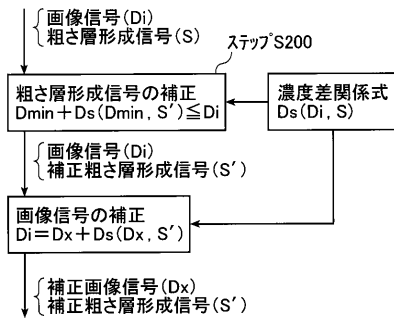 画像信号(Di)
粗さ層形成信号(S)
ステップS200
粗さ層形成信号の補正
Dmin+Ds(Dmin, S′)≦Di
濃度差関係式
Ds(Di, S)
画像信号(Di)
補正粗さ層形成信号(S′)
画像信号の補正
Di=Dx+Ds(Dx, S′)
補正画像信号(Dx)
補正粗さ層形成信号(S′)